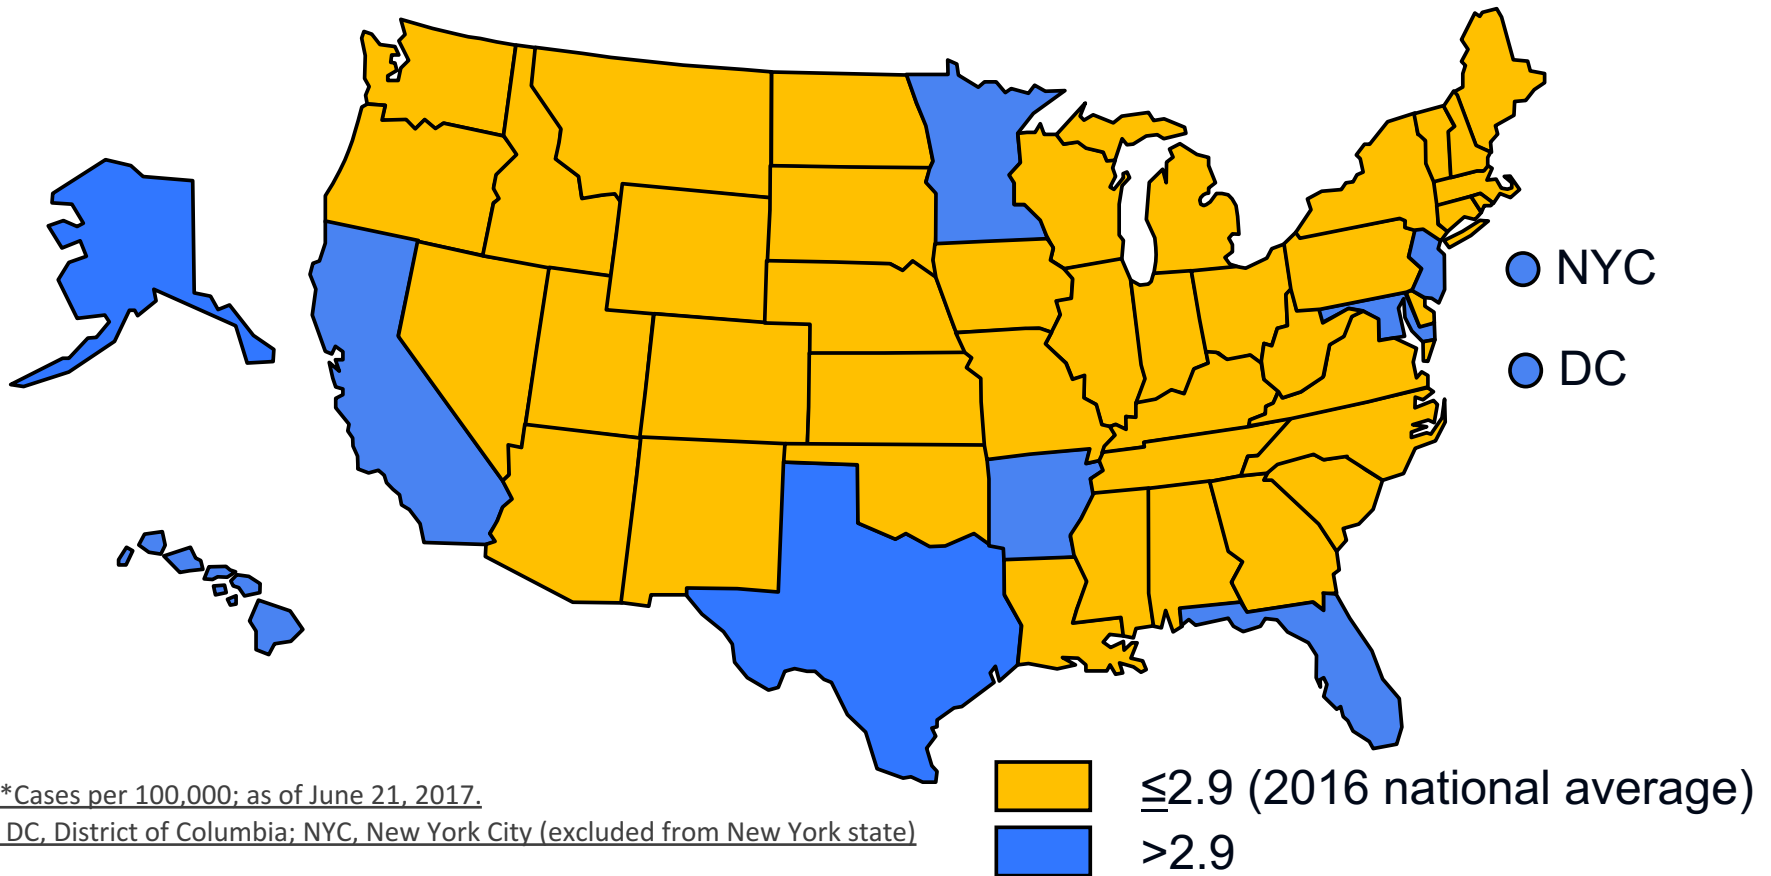 NYC
DC
*Cases per 100,000; as of June 21, 2017.
DC, District of Columbia; NYC, New York City (excluded from New York state)
≤2.9 (2016 national average)
>2.9